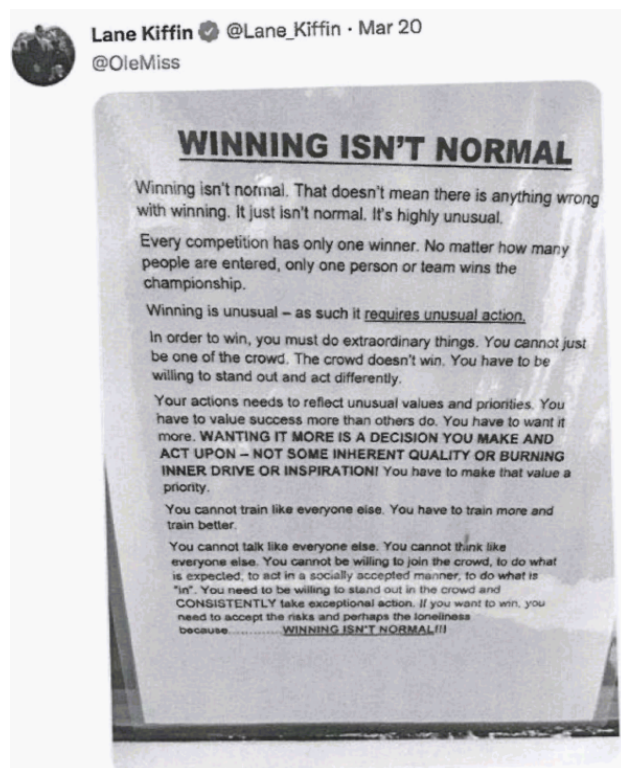 Lane Kiffin @Lane_Kiffin · Mar 20
@OleMiss
WINNING ISN'T NORMAL
Winning isn't normal. That doesn't mean there is anything wrong
with winning. It just isn't normal. It's highly unusual.
Every competition has only one winner. No matter how many
people are entered, only one person or team wins the
championship.
Winning is unusual – as such it requires unusual action.
In order to win, you must do extraordinary things. You cannot just
be one of the crowd. The crowd doesn't win. You have to be
willing to stand out and act differently.
Your actions needs to reflect unusual values and priorities. You
have to value success more than others do. You have to want it
more. WANTING IT MORE IS A DECISION YOU MAKE AND
ACT UPON – NOT SOME INHERENT QUALITY OR BURNING
INNER DRIVE OR INSPIRATION! You have to make that value a
priority.
You cannot train like everyone else. You have to train more and
train better.
You cannot talk like everyone else. You cannot think like
everyone else. You cannot be willing to join the crowd, to do what
is expected, to act in a socially accepted manner, to do what is
"in". You need to be willing to stand out in the crowd and
CONSISTENTLY take exceptional action. If you want to win, you
need to accept the risks and perhaps the loneliness
because............WINNING ISN'T NORMAL!!!